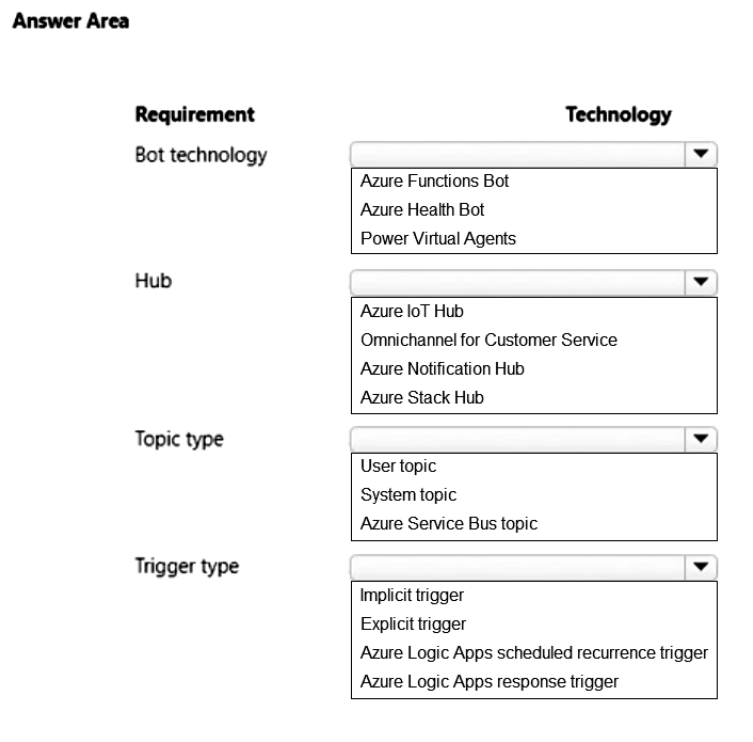 Answer Area
Requirement Technology
Bot technology
Azure Functions Bot
Azure Health Bot
Power Virtual Agents
Hub
Azure IoT Hub
Omnichannel for Customer Service
Azure Notification Hub
Azure Stack Hub
Topic type
User topic
System topic
Azure Service Bus topic
Trigger type
Implicit trigger
Explicit trigger
Azure Logic Apps scheduled recurrence trigger
Azure Logic Apps response trigger